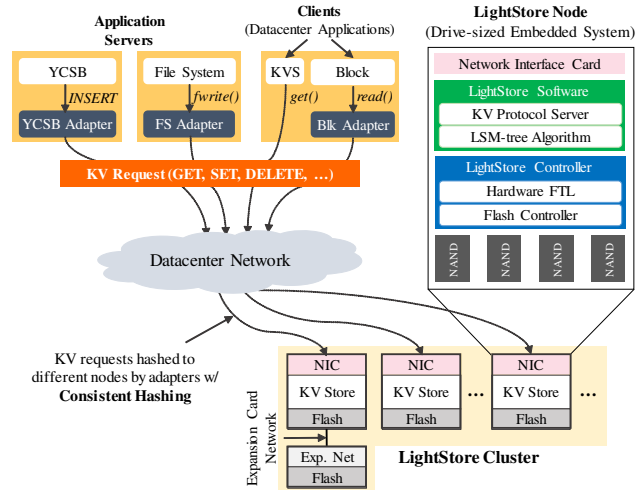 Application
Servers
Clients
(Datacenter Applications)
LightStore Node
(Drive-sized Embedded System)
YCSB
File System
KVS
Block
INSERT
fwrite()
get()
read()
YCSB Adapter
FS Adapter
Blk Adapter
KV Request (GET, SET, DELETE, …)
Network Interface Card
LightStore Software
KV Protocol Server
LSM-tree Algorithm
LightStore Controller
Hardware FTL
Flash Controller
NAND
NAND
NAND
NAND
Datacenter Network
KV requests hashed to
different nodes by adapters w/
Consistent Hashing
NIC
KV Store
Flash
NIC
KV Store
Flash
...
NIC
KV Store
Flash
...
Expansion Card
Network
Exp. Net
Flash
LightStore Cluster